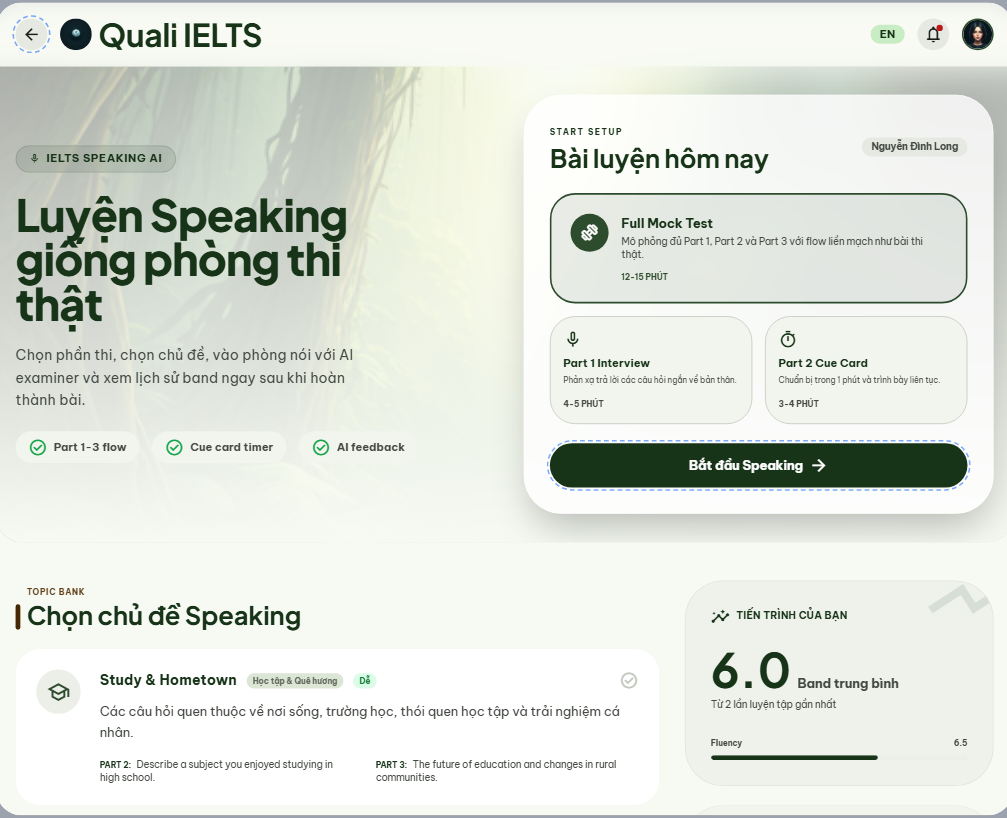 Quali IELTS
EN
IELTS SPEAKING AI
Luyện Speaking
giống phòng thi
thật
Chọn phần thi, chọn chủ đề, vào phòng nói với AI
examiner và xem lịch sử band ngay sau khi hoàn
thành bài.
Part 1-3 flow
Cue card timer
AI feedback
START SETUP
Bài luyện hôm nay
Nguyễn Đình Long
Full Mock Test
Mô phỏng đủ Part 1, Part 2 và Part 3 với flow liền mạch như bài thi
thật.
12-15 PHÚT
Part 1 Interview
Phản xạ trả lời các câu hỏi ngắn về bản thân.
4-5 PHÚT
Part 2 Cue Card
Chuẩn bị trong 1 phút và trình bày liên tục.
3-4 PHÚT
Bắt đầu Speaking
TOPIC BANK
Chọn chủ đề Speaking
Study & Hometown
Học tập & Quê hương
Dễ
Các câu hỏi quen thuộc về nơi sống, trường học, thói quen học tập và trải nghiệm cá
nhân.
PART 2: Describe a subject you enjoyed studying in
high school.
PART 3: The future of education and changes in rural
communities.
TIẾN TRÌNH CỦA BẠN
6.0 Band trung bình
Từ 2 lần luyện tập gần nhất
Fluency 6.5